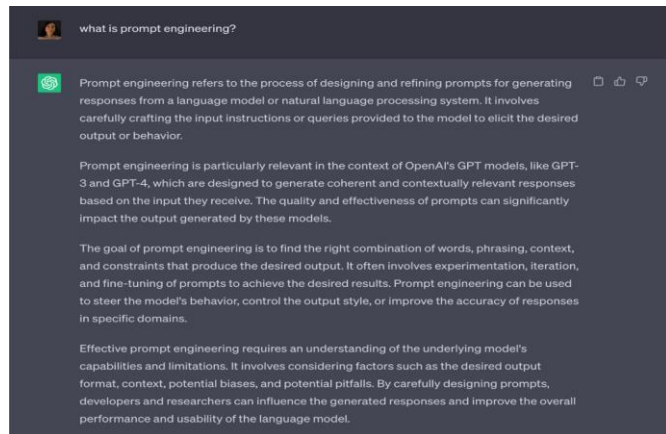 what is prompt engineering?
Prompt engineering refers to the process of designing and refining prompts for generating
responses from a language model or natural language processing system. It involves
carefully crafting the input instructions or queries provided to the model to elicit the desired
output or behavior.
Prompt engineering is particularly relevant in the context of OpenAI's GPT models, like GPT-
3 and GPT-4, which are designed to generate coherent and contextually relevant responses
based on the input they receive. The quality and effectiveness of prompts can significantly
impact the output generated by these models.
The goal of prompt engineering is to find the right combination of words, phrasing, context,
and constraints that produce the desired output. It often involves experimentation, iteration,
and fine-tuning of prompts to achieve the desired results. Prompt engineering can be used
to steer the model's behavior, control the output style, or improve the accuracy of responses
in specific domains.
Effective prompt engineering requires an understanding of the underlying model's
capabilities and limitations. It involves considering factors such as the desired output
format, context, potential biases, and potential pitfalls. By carefully designing prompts,
developers and researchers can influence the generated responses and improve the overall
performance and usability of the language model.